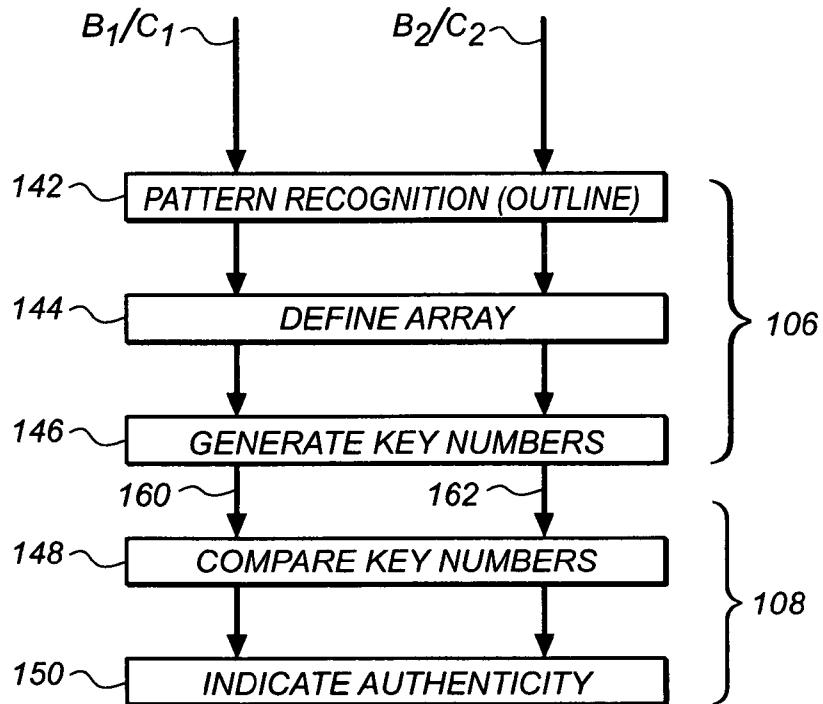 B1/C1
B2/C2
142
PATTERN RECOGNITION (OUTLINE)
144
DEFINE ARRAY
106
146
GENERATE KEY NUMBERS
160
162
148
COMPARE KEY NUMBERS
108
150
INDICATE AUTHENTICITY